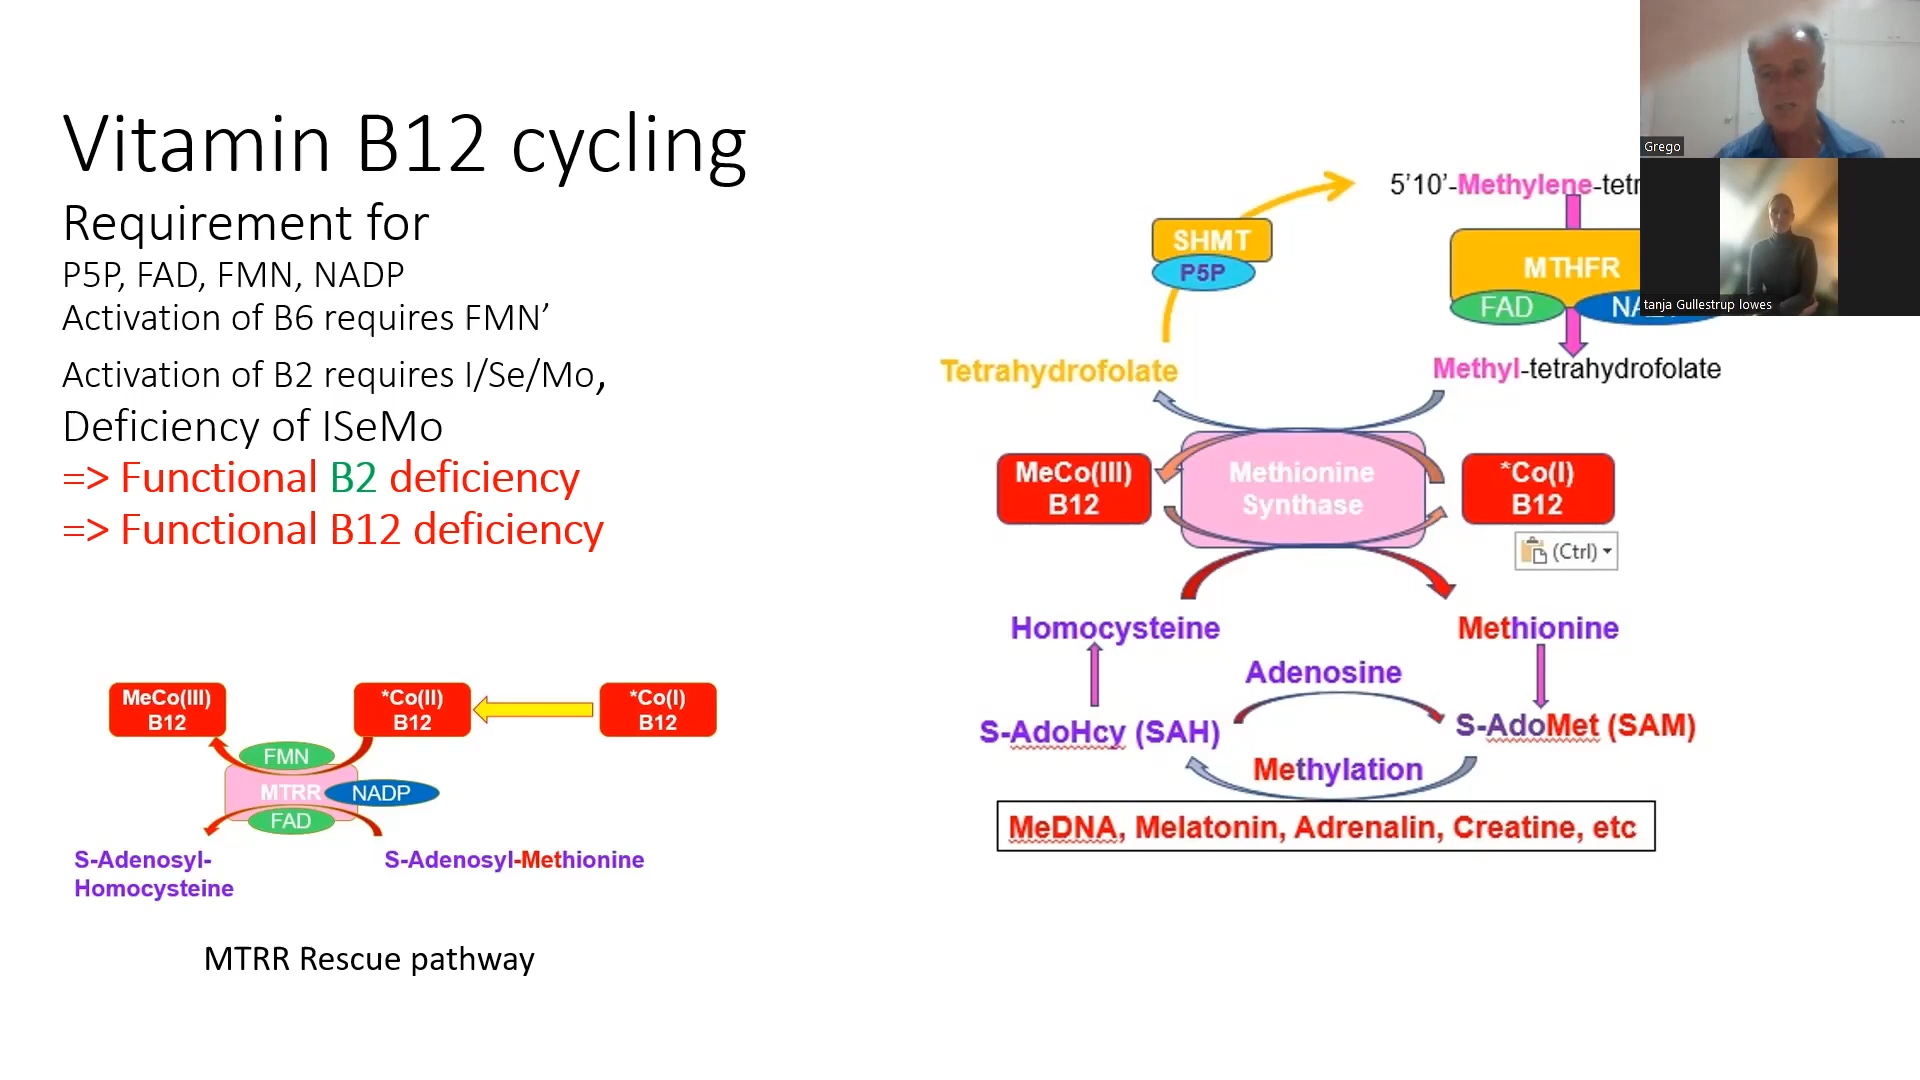 Vitamin B12 cycling
Requirement for
P5P, FAD, FMN, NADP
Activation of B6 requires FMN’
Activation of B2 requires I/Se/Mo,
Deficiency of ISeMo
=> Functional B2 deficiency
=> Functional B12 deficiency
MeCo(III)
B12
*Co(II)
B12
*Co(I)
B12
FMN
MTRR
NADP
FAD
S-Adenosyl-
Homocysteine
S-Adenosyl-Methionine
MTRR Rescue pathway
5’10’-Methylene-tetr
SHMT
P5P
MTHFR
FAD
Tetrahydrofolate
Methyl-tetrahydrofolate
MeCo(III)
B12
Methionine
Synthase
*Co(I)
B12
(Ctrl)
Homocysteine
Methionine
Adenosine
S-AdoHcy (SAH)
S-AdoMet (SAM)
Methylation
MeDNA, Melatonin, Adrenalin, Creatine, etc
Grego
tanja Gullestrup lowes